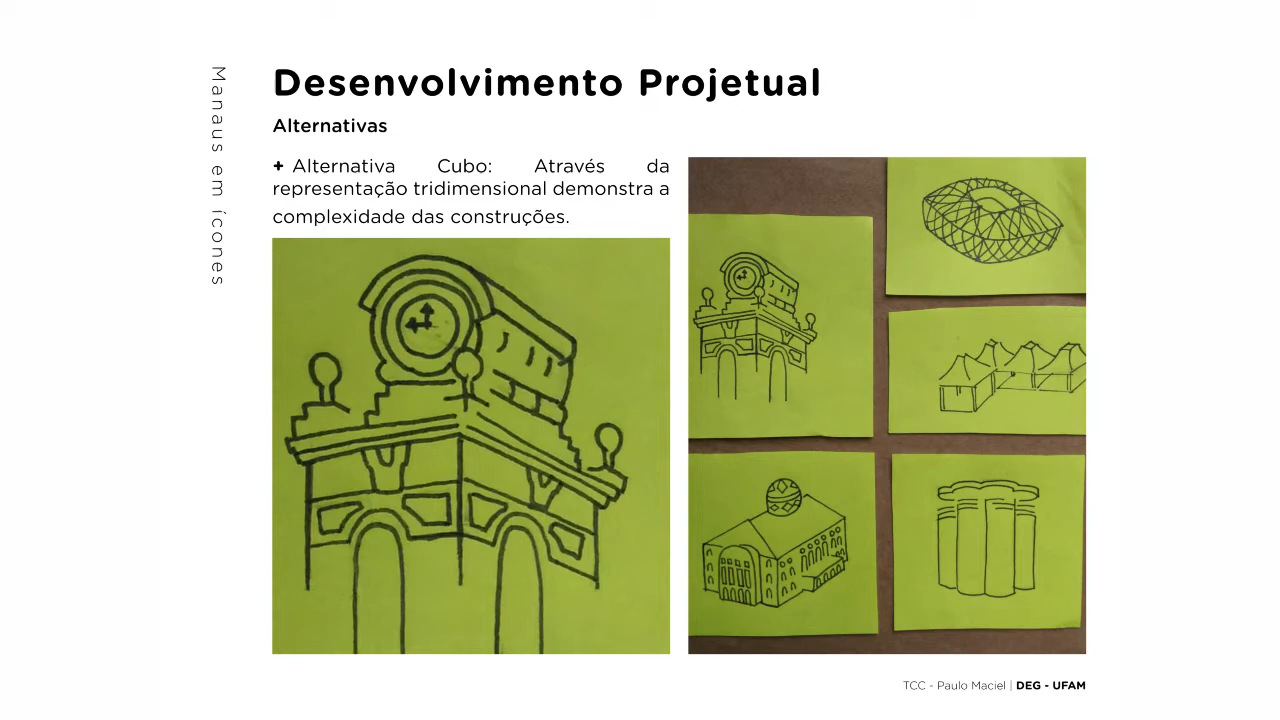 Manaus em ícones
Desenvolvimento Projetual
Alternativas
+ Alternativa Cubo: Através da
representação tridimensional demonstra a
complexidade das construções.
TCC - Paulo Maciel | DEG - UFAM